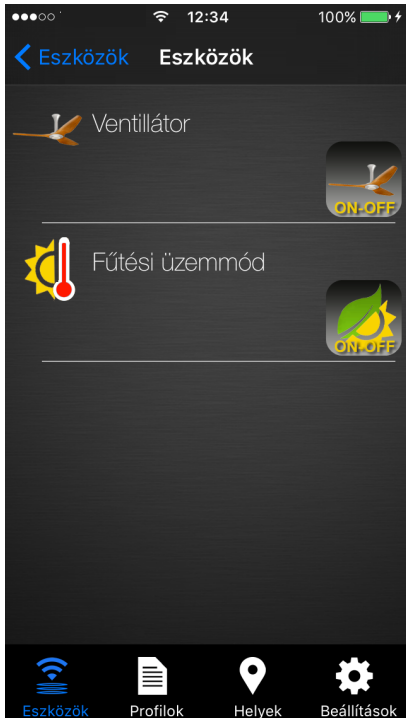 12:34
100%
Eszközök
Eszközök
Ventillátor
ON-OFF
Fűtési üzemmód
ON-OFF
Eszközök
Profilok
Helyek
Beállítások